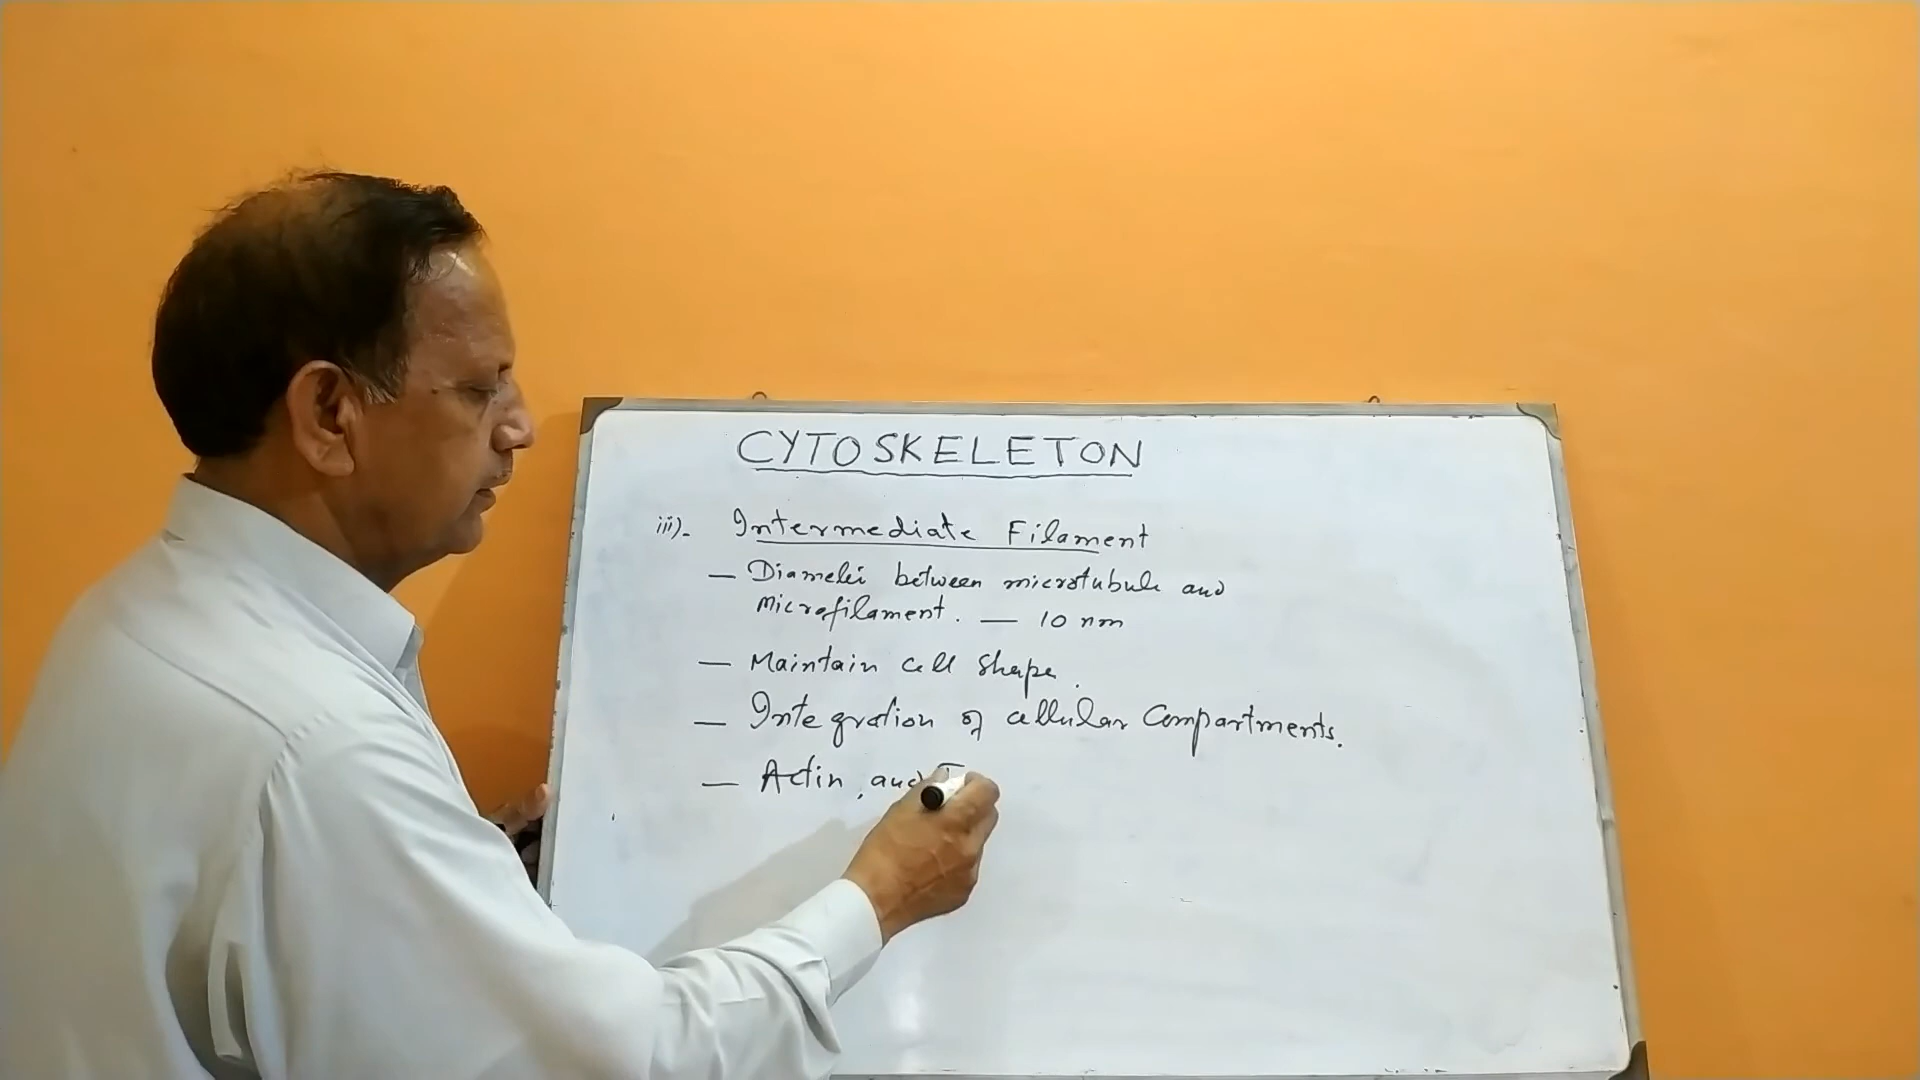 CYTOSKELETON
iii). Intermediate Filament
— Diameter between microtubule and
Microfilament. — 10 nm
— Maintain cell shape.
— Integration of cellular Compartments.
— Actin, and